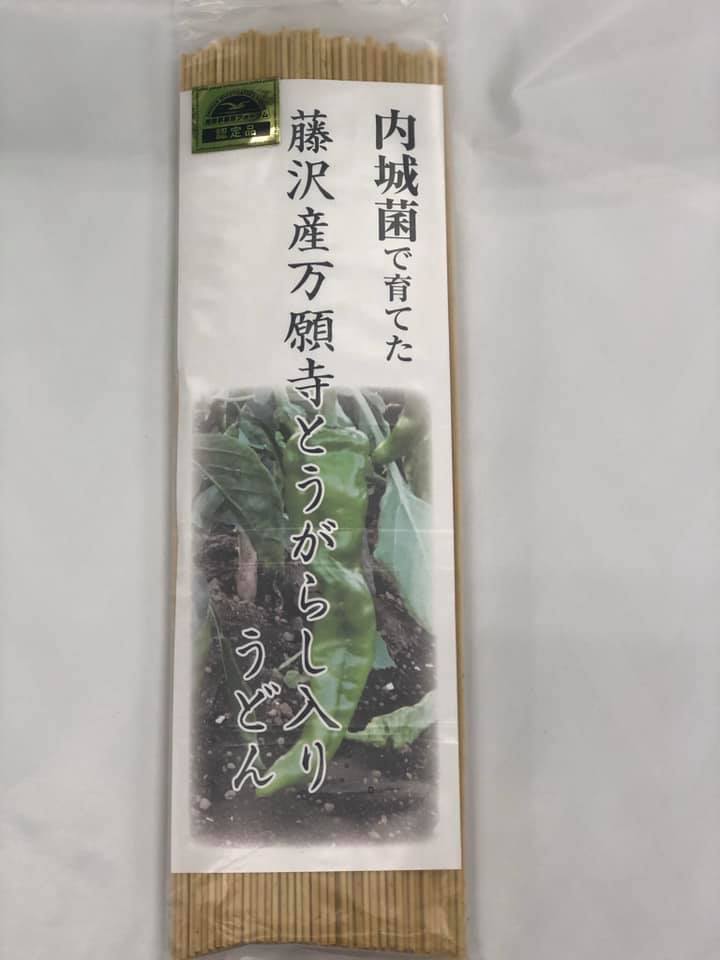 内城菌で育てた
藤沢産万願寺とうがらし入り
うどん
認定品